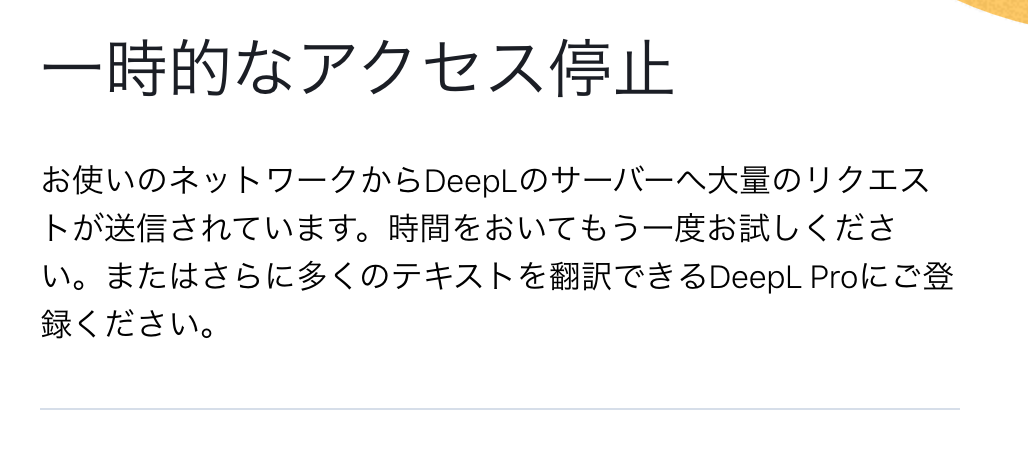 一時的なアクセス停止
お使いのネットワークからDeepLのサーバーへ大量のリクエス
トが送信されています。時間をおいてもう一度お試しくださ
い。またはさらに多くのテキストを翻訳できるDeepL Proにご登
録ください。